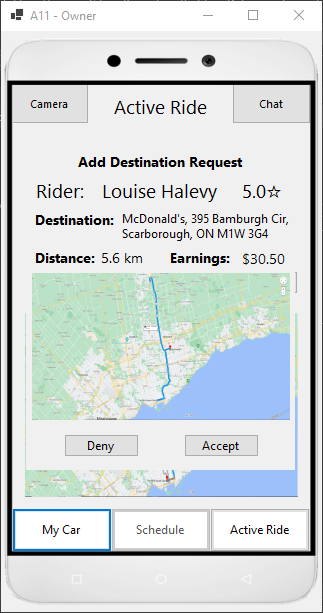 A11 - Owner
Camera
Active Ride
Chat
Add Destination Request
Rider: Louise Halevy 5.0☆
Destination: McDonald's, 395 Bamburgh Cir,
Scarborough, ON M1W 3G4
Distance: 5.6 km Earnings: $30.50
Deny
Accept
My Car
Schedule
Active Ride